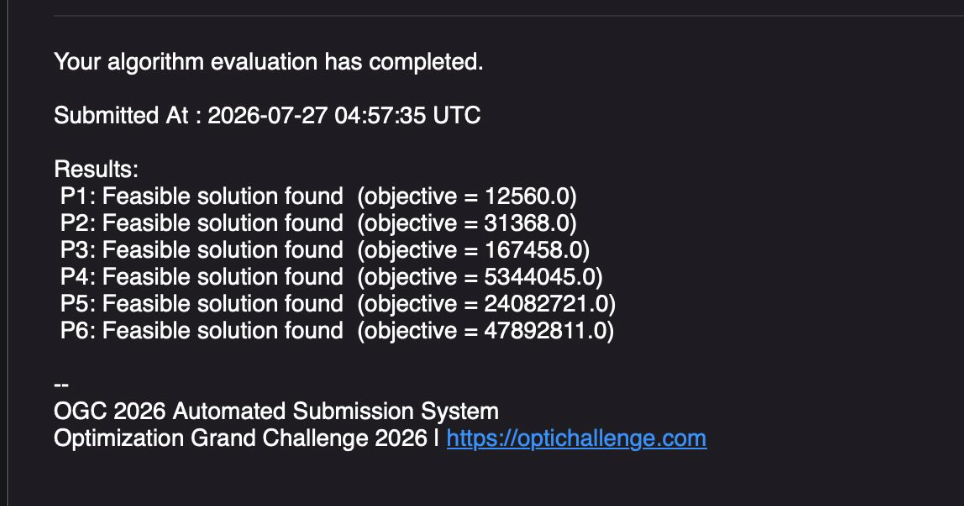 Your algorithm evaluation has completed.
Submitted At : 2026-07-27 04:57:35 UTC
Results:
P1: Feasible solution found  (objective = 12560.0)
P2: Feasible solution found  (objective = 31368.0)
P3: Feasible solution found  (objective = 167458.0)
P4: Feasible solution found  (objective = 5344045.0)
P5: Feasible solution found  (objective = 24082721.0)
P6: Feasible solution found  (objective = 47892811.0)
--
OGC 2026 Automated Submission System
Optimization Grand Challenge 2026 | https://optichallenge.com